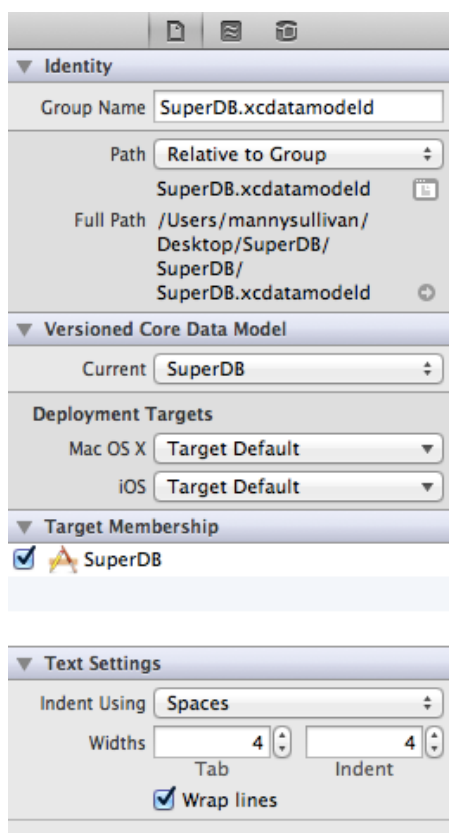 Identity
Group Name SuperDB.xcdatamodeld
Path Relative to Group
SuperDB.xcdatamodeld
Full Path /Users/mannysullivan/
Desktop/SuperDB/
SuperDB/
SuperDB.xcdatamodeld
Versioned Core Data Model
Current SuperDB
Deployment Targets
Mac OS X Target Default
iOS Target Default
Target Membership
SuperDB
Text Settings
Indent Using Spaces
Widths 4 4
Tab Indent
Wrap lines